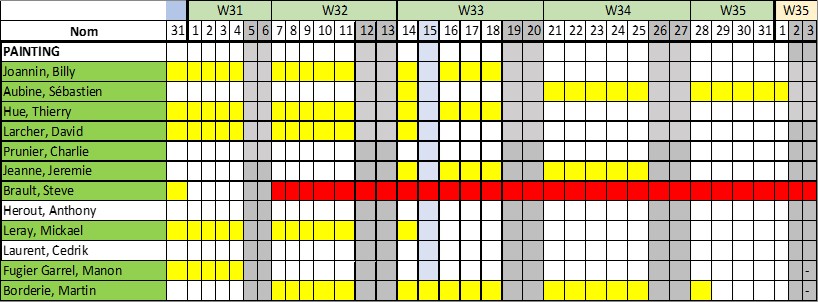 W31 W32 W33 W34 W35 W35
Nom 31 1 2 3 4 5 6 7 8 9 10 11 12 13 14 15 16 17 18 19 20 21 22 23 24 25 26 27 28 29 30 31 1 2 3
PAINTING
Joannin, Billy
Aubine, Sébastien
Hue, Thierry
Larcher, David
Prunier, Charlie
Jeanne, Jeremie
Brault, Steve
Herout, Anthony
Leray, Mickael
Laurent, Cedrik
Fugier Garrel, Manon -
Borderie, Martin -